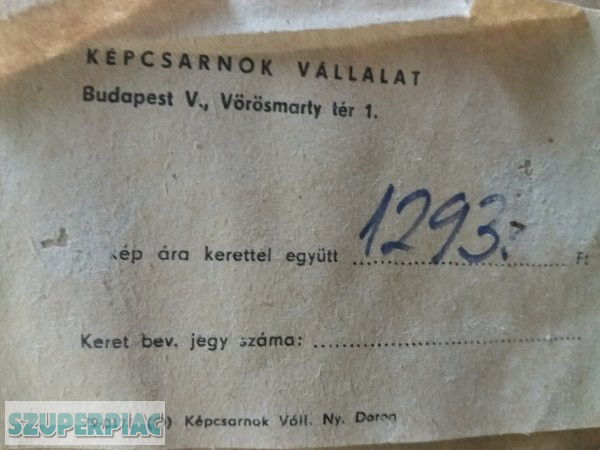 KÉPCSARNOK VÁLLALAT
Budapest V., Vörösmarty tér 1.
Kép ára kerettel együtt 1293.- Ft
Keret bev. jegy száma:
Képcsarnok Váll. Ny. Dorog
SZUPERPIAC